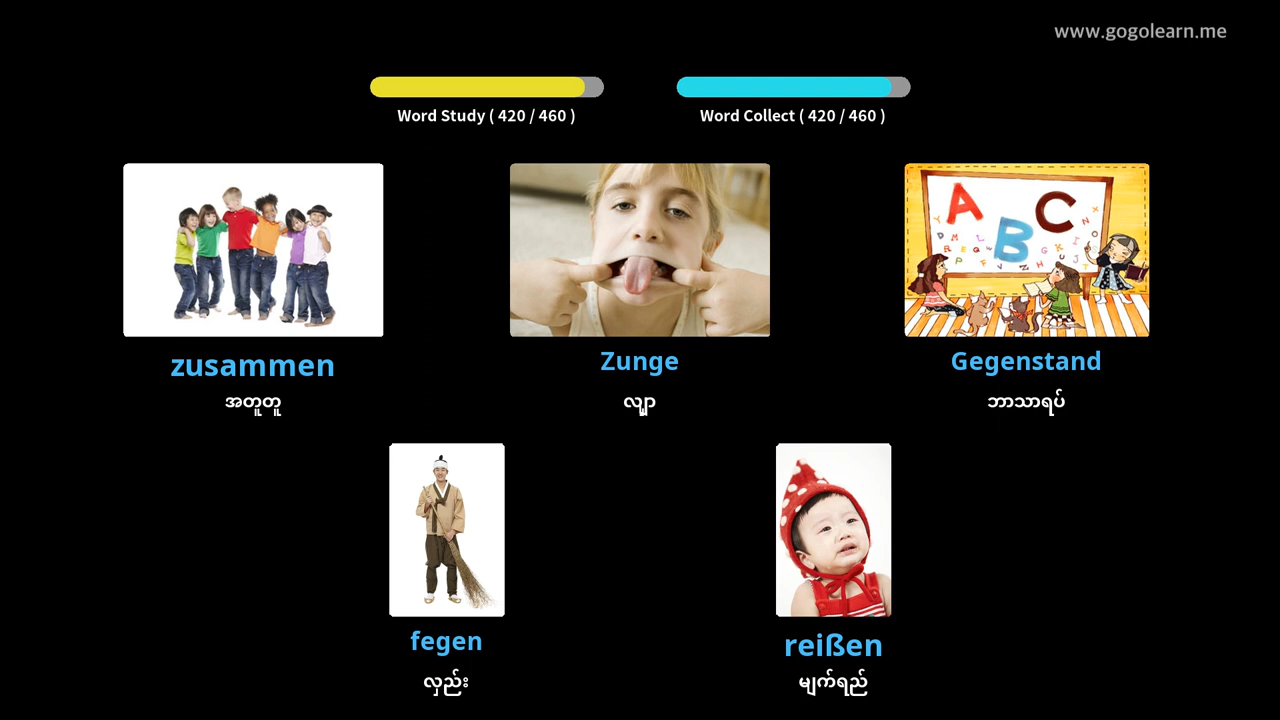 www.gogolearn.me
Word Study ( 420 / 460 )
Word Collect ( 420 / 460 )
A B C
zusammen
အတူတူ
Zunge
လျှာ
Gegenstand
ဘာသာရပ်
fegen
လှည်း
reißen
မျက်ရည်